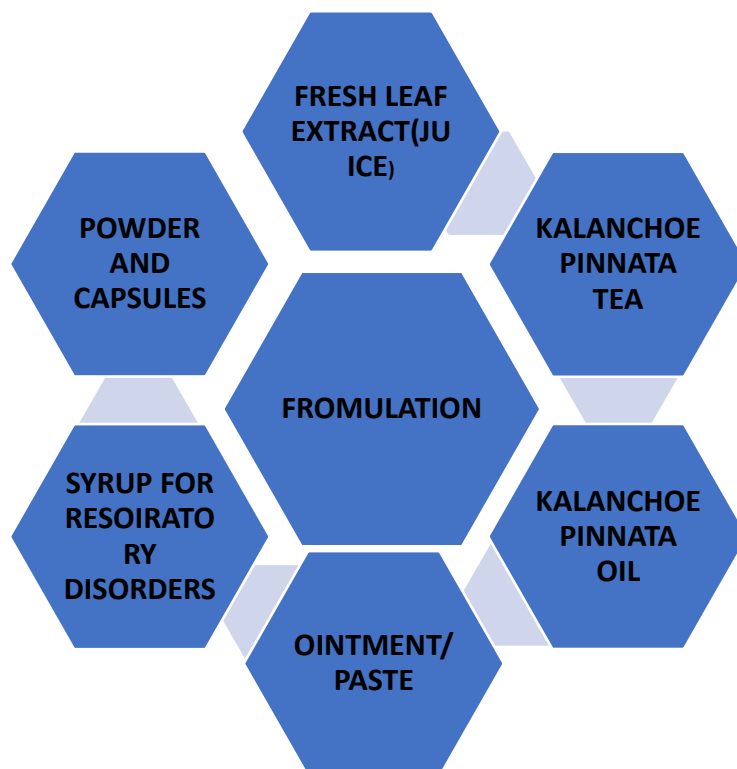 FRESH LEAF
EXTRACT(JU
ICE)
KALANCHOE
PINNATA
TEA
KALANCHOE
PINNATA
OIL
OINTMENT/
PASTE
SYRUP FOR
RESOIRATO
RY
DISORDERS
POWDER
AND
CAPSULES
FROMULATION